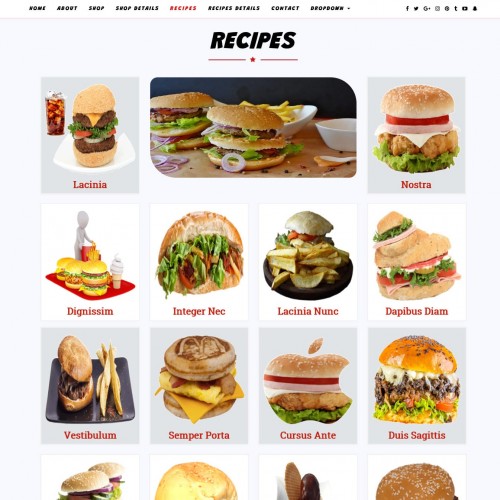 HOME ABOUT SHOP SHOP DETAILS RECIPES RECIPES DETAILS CONTACT DROPDOWN
RECIPES
Lacinia
Nostra
Dignissim
Integer Nec
Lacinia Nunc
Dapibus Diam
Vestibulum
Semper Porta
Cursus Ante
Duis Sagittis